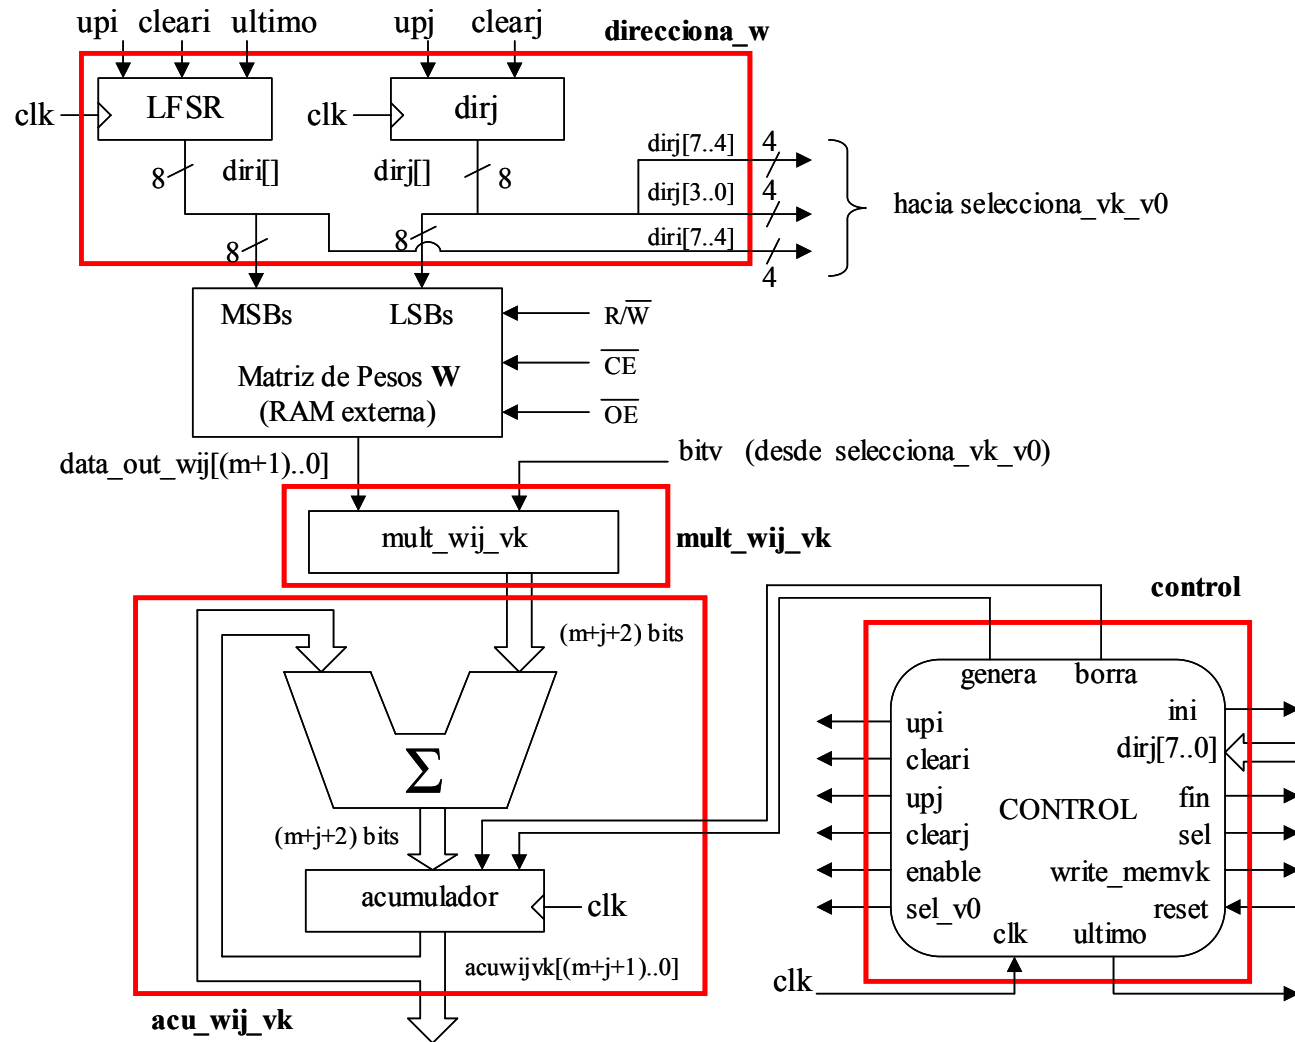 upi cleari ultimo upj clearj
direcciona_w
clk LFSR clk dirj
8 diri[] dirj[] 8
dirj[7..4] 4
dirj[3..0] 4
diri[7..4] 4
8 8
hacia selecciona_vk_v0
MSBs LSBs
R/W
CE
OE
Matriz de Pesos W
(RAM externa)
data_out_wij[(m+1)..0]
bitv (desde selecciona_vk_v0)
mult_wij_vk
mult_wij_vk
control
(m+j+2) bits
Σ
(m+j+2) bits
acumulador
clk
acuwijvk[(m+j+1)..0]
acu_wij_vk
genera borra
upi
cleari
upj
clearj
enable
sel_v0
CONTROL
ini
dirj[7..0]
fin
sel
write_memvk
reset
clk ultimo
clk